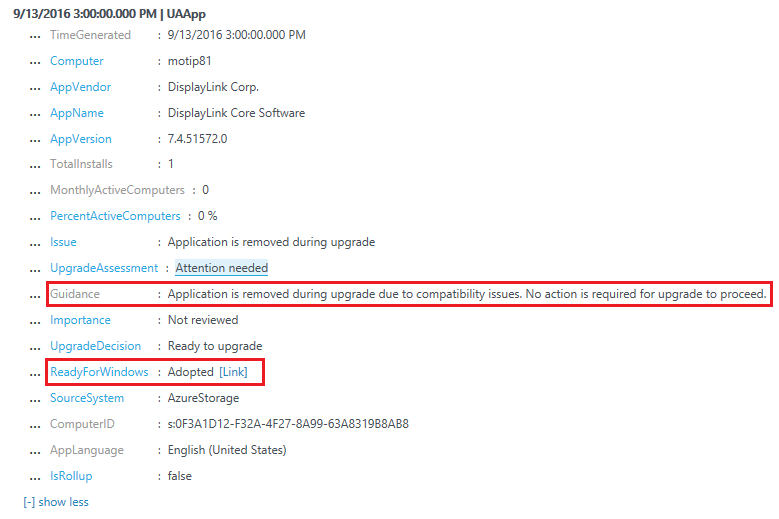 9/13/2016 3:00:00.000 PM | UAApp
... TimeGenerated : 9/13/2016 3:00:00.000 PM
... Computer : motip81
... AppVendor : DisplayLink Corp.
... AppName : DisplayLink Core Software
... AppVersion : 7.4.51572.0
... TotalInstalls : 1
... MonthlyActiveComputers : 0
... PercentActiveComputers : 0 %
... Issue : Application is removed during upgrade
... UpgradeAssessment : Attention needed
... Guidance : Application is removed during upgrade due to compatibility issues. No action is required for upgrade to proceed.
... Importance : Not reviewed
... UpgradeDecision : Ready to upgrade
... ReadyForWindows : Adopted [Link]
... SourceSystem : AzureStorage
... ComputerID : s:0F3A1D12-F32A-4F27-8A99-63A8319B8AB8
... AppLanguage : English (United States)
... IsRollup : false
[-] show less